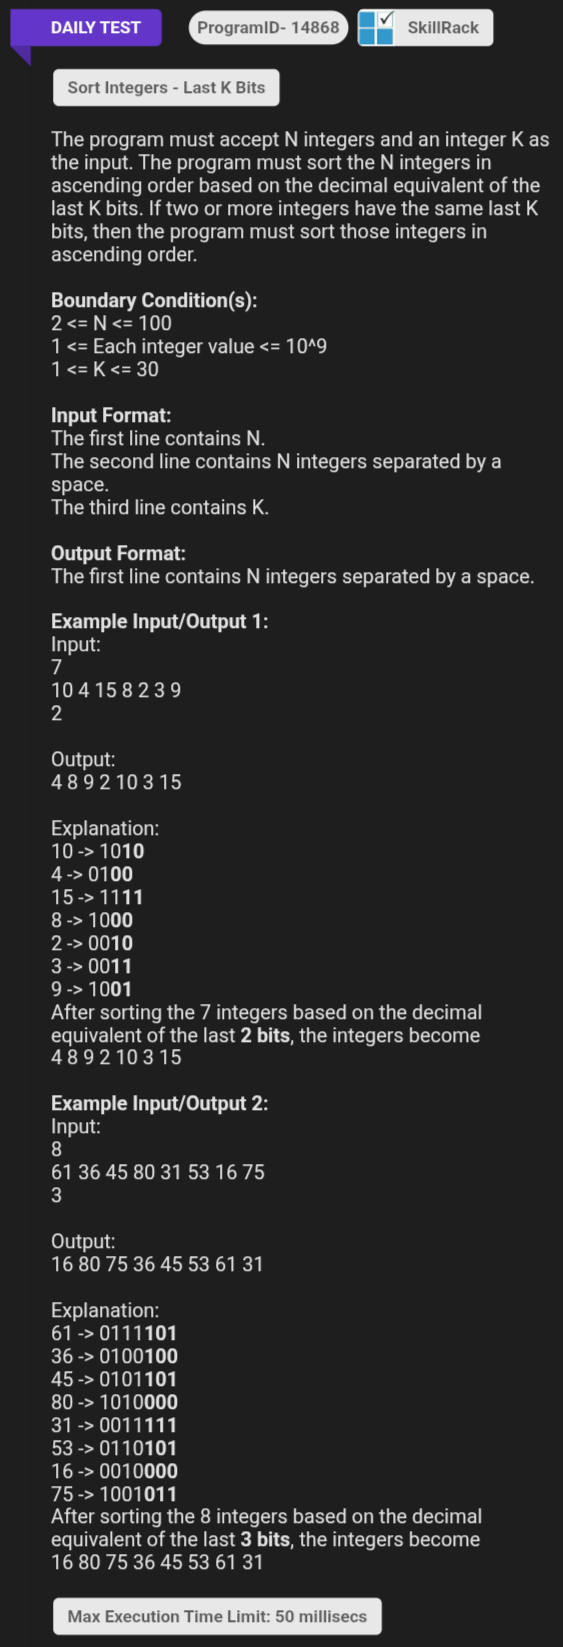 DAILY TEST
ProgramID- 14868
SkillRack
Sort Integers - Last K Bits
The program must accept N integers and an integer K as
the input. The program must sort the N integers in
ascending order based on the decimal equivalent of the
last K bits. If two or more integers have the same last K
bits, then the program must sort those integers in
ascending order.
Boundary Condition(s):
2 <= N <= 100
1 <= Each integer value <= 10^9
1 <= K <= 30
Input Format:
The first line contains N.
The second line contains N integers separated by a
space.
The third line contains K.
Output Format:
The first line contains N integers separated by a space.
Example Input/Output 1:
Input:
7
10 4 15 8 2 3 9
2
Output:
4 8 9 2 10 3 15
Explanation:
10 -> 1010
4 -> 0100
15 -> 1111
8 -> 1000
2 -> 0010
3 -> 0011
9 -> 1001
After sorting the 7 integers based on the decimal
equivalent of the last 2 bits, the integers become
4 8 9 2 10 3 15
Example Input/Output 2:
Input:
8
61 36 45 80 31 53 16 75
3
Output:
16 80 75 36 45 53 61 31
Explanation:
61 -> 0111101
36 -> 0100100
45 -> 0101101
80 -> 1010000
31 -> 0011111
53 -> 0110101
16 -> 0010000
75 -> 1001011
After sorting the 8 integers based on the decimal
equivalent of the last 3 bits, the integers become
16 80 75 36 45 53 61 31
Max Execution Time Limit: 50 millisecs